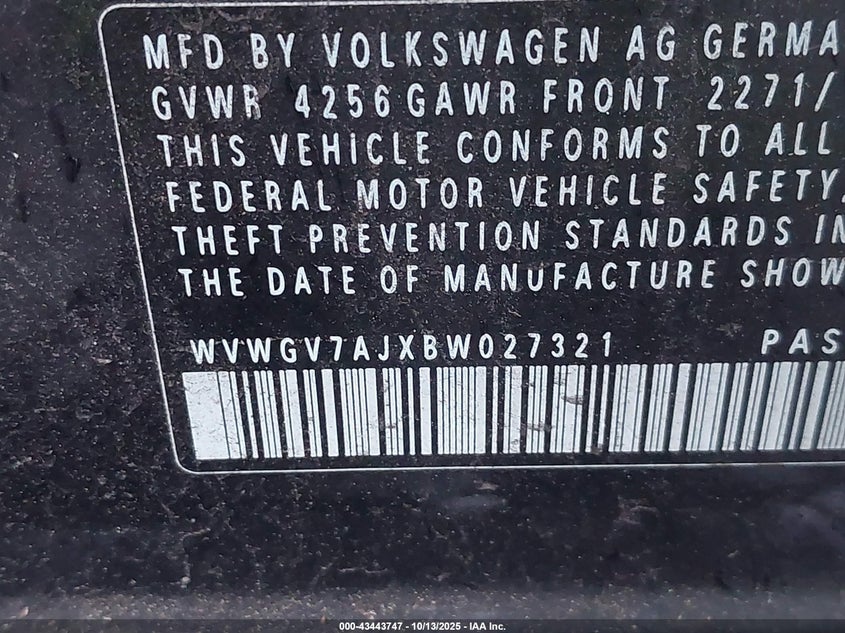 MFD BY VOLKSWAGEN AG GERMA
GVWR 4256 GAWR FRONT 2271/
THIS VEHICLE CONFORMS TO ALL
FEDERAL MOTOR VEHICLE SAFETY,
THEFT PREVENTION STANDARDS IN
THE DATE OF MANUFACTURE SHOW
WVWGV7AJXBW027321 PAS
000-43443747 - 10/13/2025 - IAA Inc.